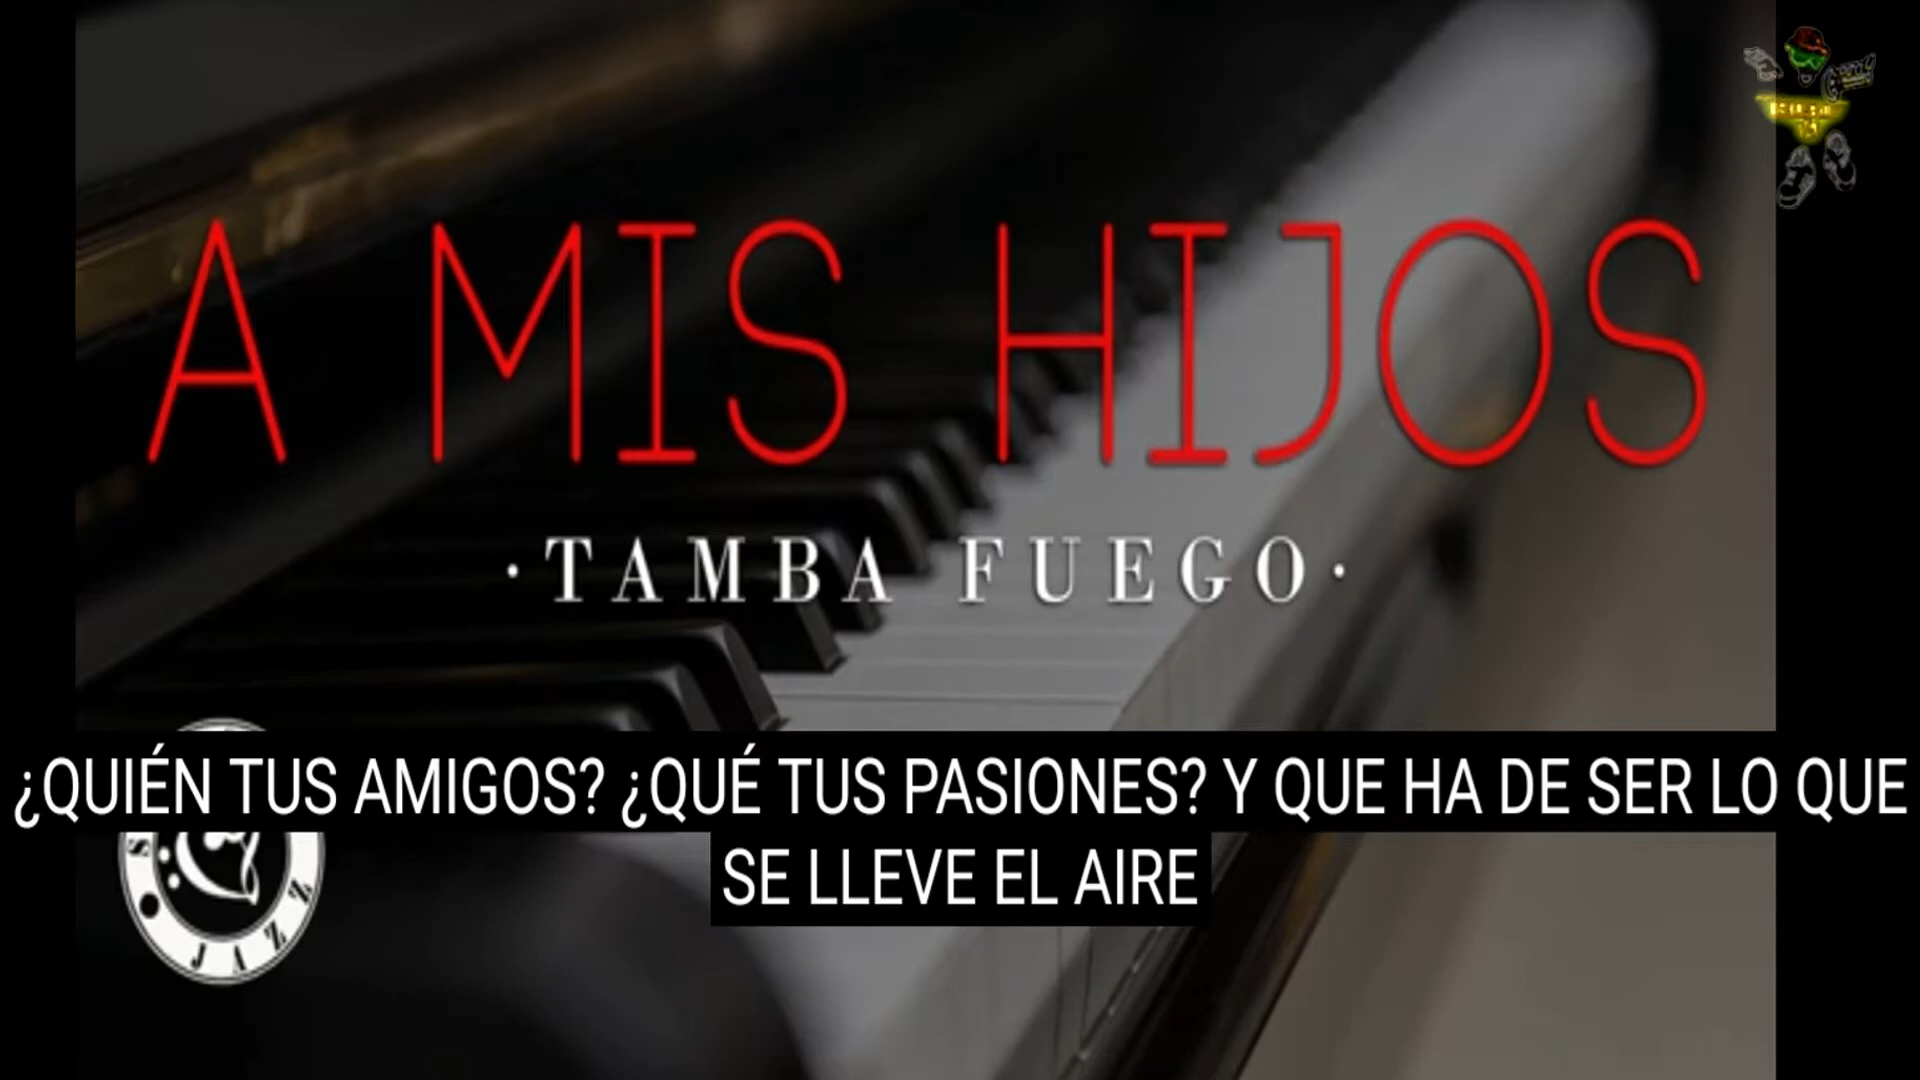 A MIS HIJOS
·TAMBA FUEGO·
¿QUIÉN TUS AMIGOS? ¿QUÉ TUS PASIONES? Y QUE HA DE SER LO QUE
SE LLEVE EL AIRE
JAZZ